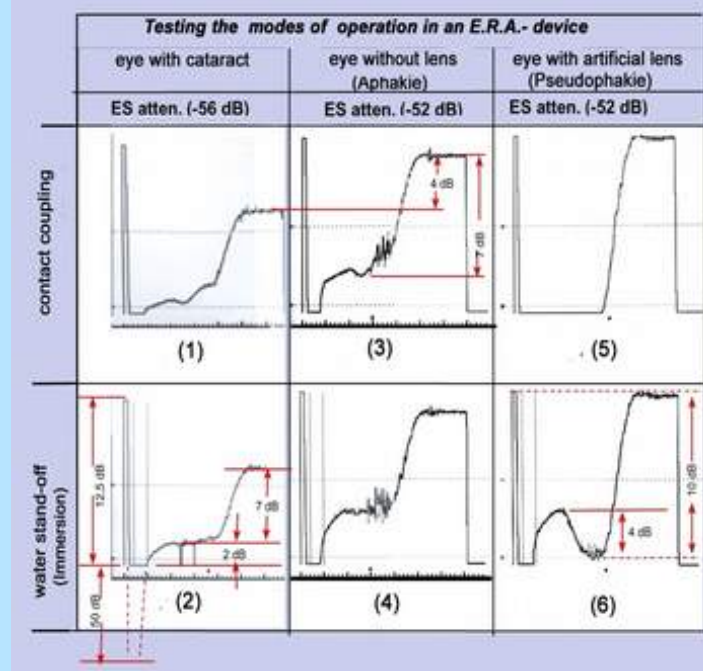 Testing the modes of operation in an E.R.A.- device
eye with cataract
eye without lens
(Aphakie)
eye with artificial lens
(Pseudophakie)
ES atten. (-56 dB)
ES atten. (-52 dB)
ES atten. (-52 dB)
contact coupling
4 dB
7 dB
(1)
(3)
(5)
water stand-off
(Immersion)
12,5 dB
50 dB
7 dB
2 dB
10 dB
4 dB
(2)
(4)
(6)